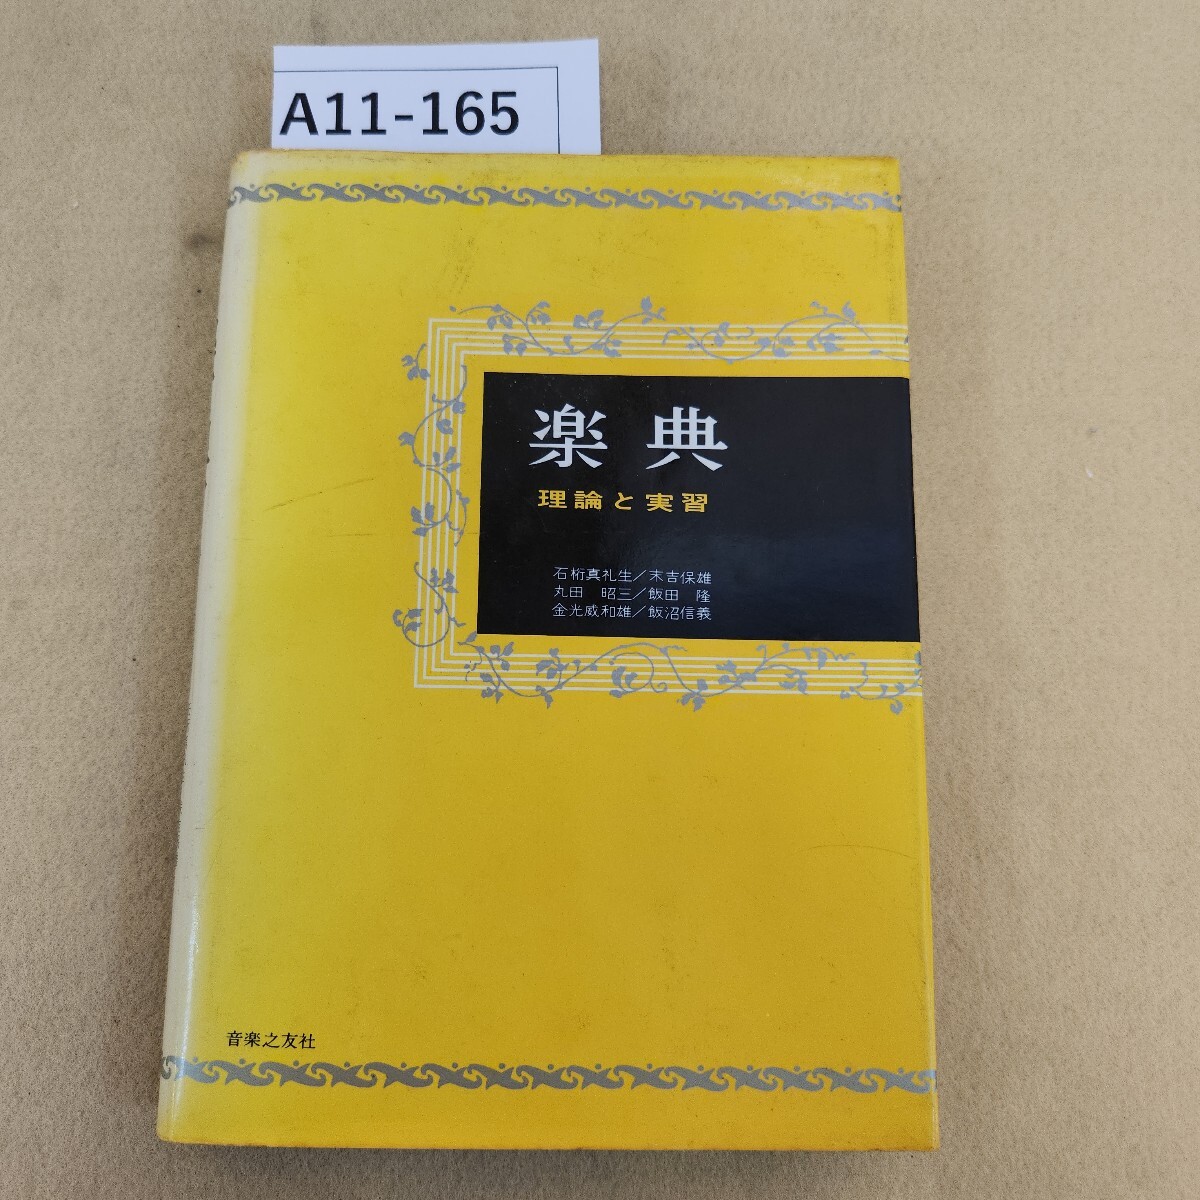 A11-165
楽典
理論と実習
石桁真礼生／末吉保雄
丸田　昭三／飯田　隆
金光威和雄／飯沼信義
音楽之友社